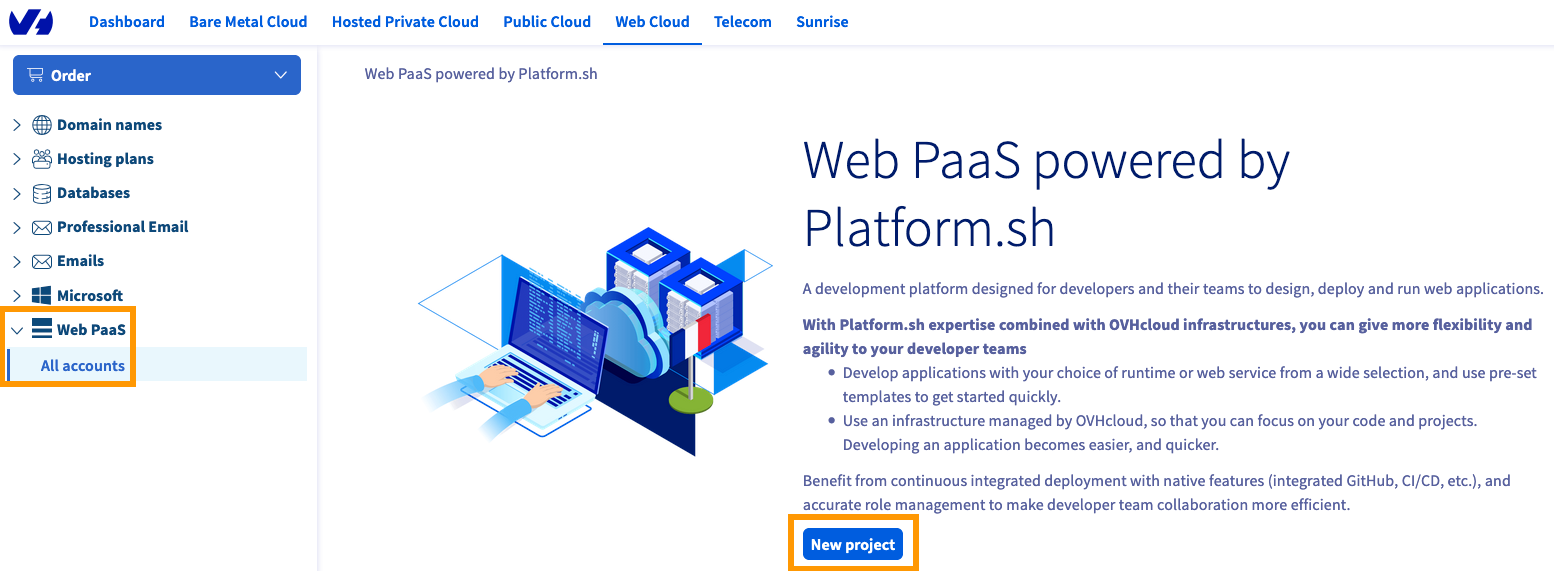 Dashboard Bare Metal Cloud Hosted Private Cloud Public Cloud Web Cloud Telecom Sunrise
Order
Domain names
Hosting plans
Databases
Professional Email
Emails
Microsoft
Web PaaS
All accounts
Web PaaS powered by Platform.sh
Web PaaS powered by
Platform.sh
A development platform designed for developers and their teams to design, deploy and run web applications.
With Platform.sh expertise combined with OVHcloud infrastructures, you can give more flexibility and
agility to your developer teams
• Develop applications with your choice of runtime or web service from a wide selection, and use pre-set
templates to get started quickly.
• Use an infrastructure managed by OVHcloud, so that you can focus on your code and projects.
Developing an application becomes easier, and quicker.
Benefit from continuous integrated deployment with native features (integrated GitHub, CI/CD, etc.), and
accurate role management to make developer team collaboration more efficient.
New project